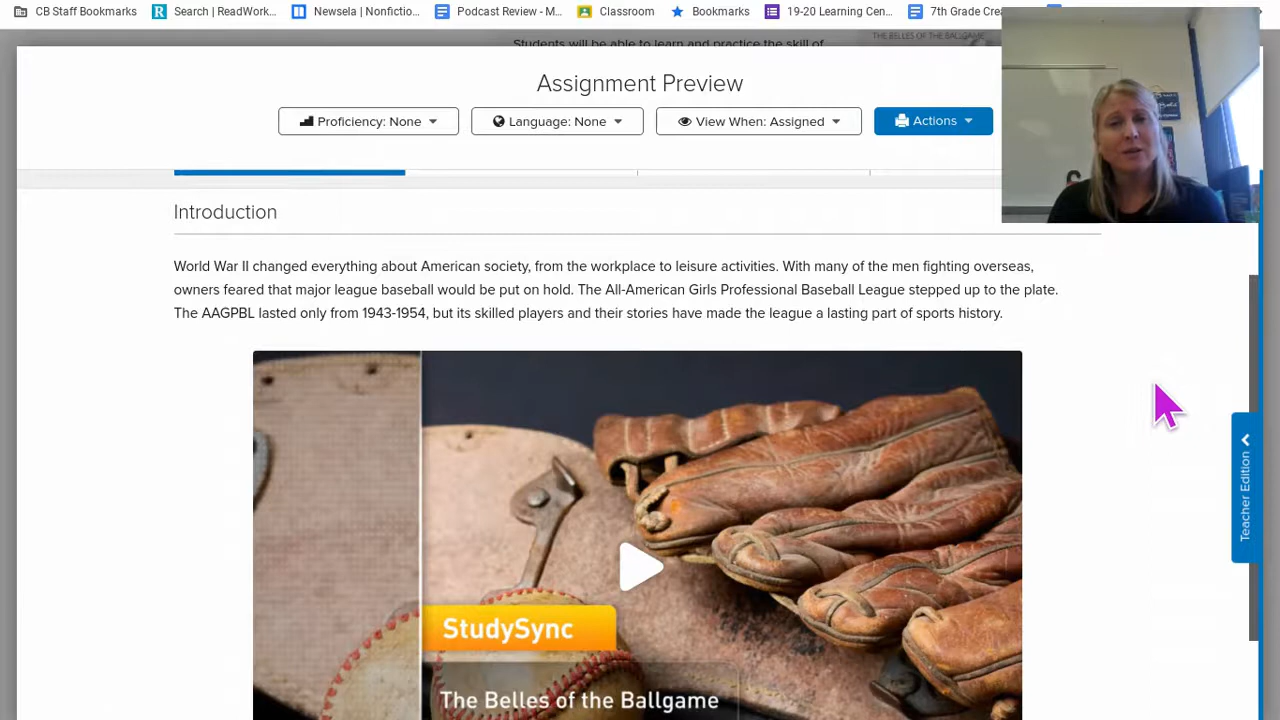 CB Staff Bookmarks Search | ReadWork... Newsela | Nonfictio... Podcast Review - M... Classroom Bookmarks 19-20 Learning Cen... 7th Grade Crea
Students will be able to learn and practice the skill of
THE BELLES OF THE BALLGAME
Assignment Preview
Proficiency: None Language: None View When: Assigned Actions
Introduction
World War II changed everything about American society, from the workplace to leisure activities. With many of the men fighting overseas,
owners feared that major league baseball would be put on hold. The All-American Girls Professional Baseball League stepped up to the plate.
The AAGPBL lasted only from 1943-1954, but its skilled players and their stories have made the league a lasting part of sports history.
Teacher Edition
StudySync
The Belles of the Ballgame